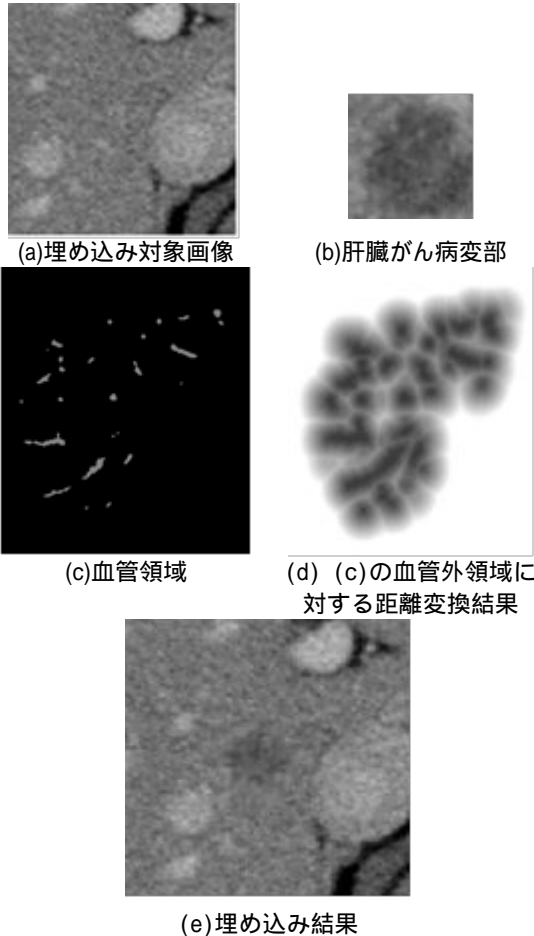 (a)埋め込み対象画像
(b)肝臓がん病変部
(c)血管領域
(d) (c)の血管外領域に
対する距離変換結果
(e)埋め込み結果